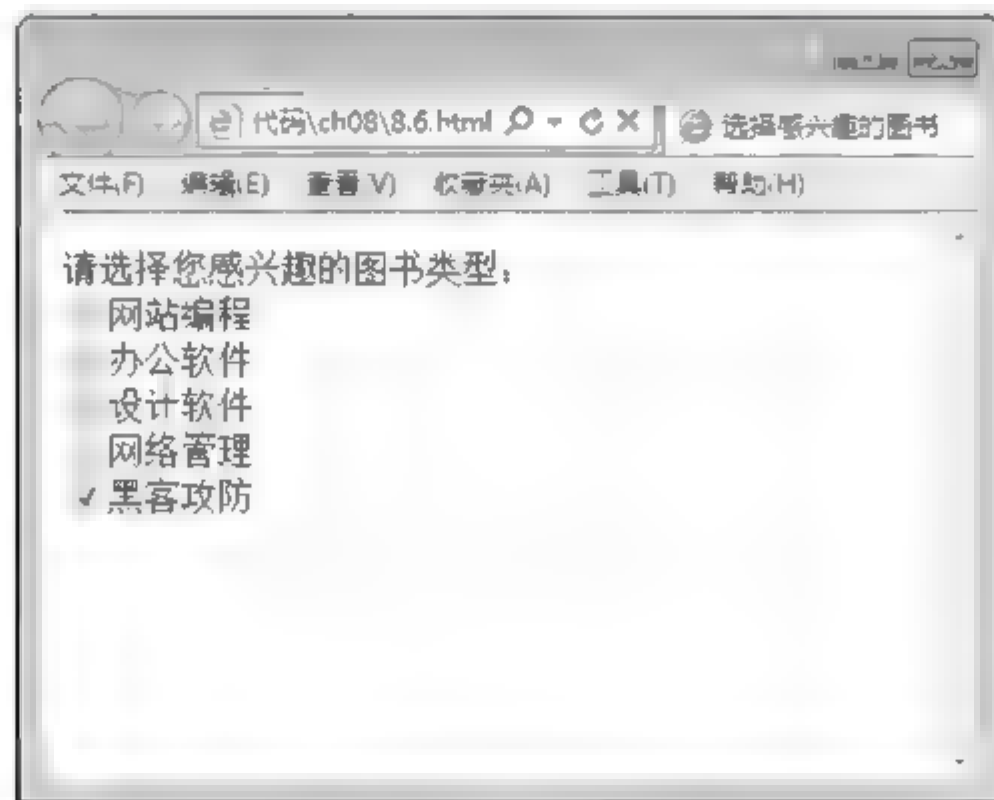 代码\ch08\8.6.html
选择感兴趣的图书
文件(F) 编辑(E) 查看(V) 收藏夹(A) 工具(T) 帮助(H)
请选择您感兴趣的图书类型：
网站编程
办公软件
设计软件
网络管理
✓黑客攻防